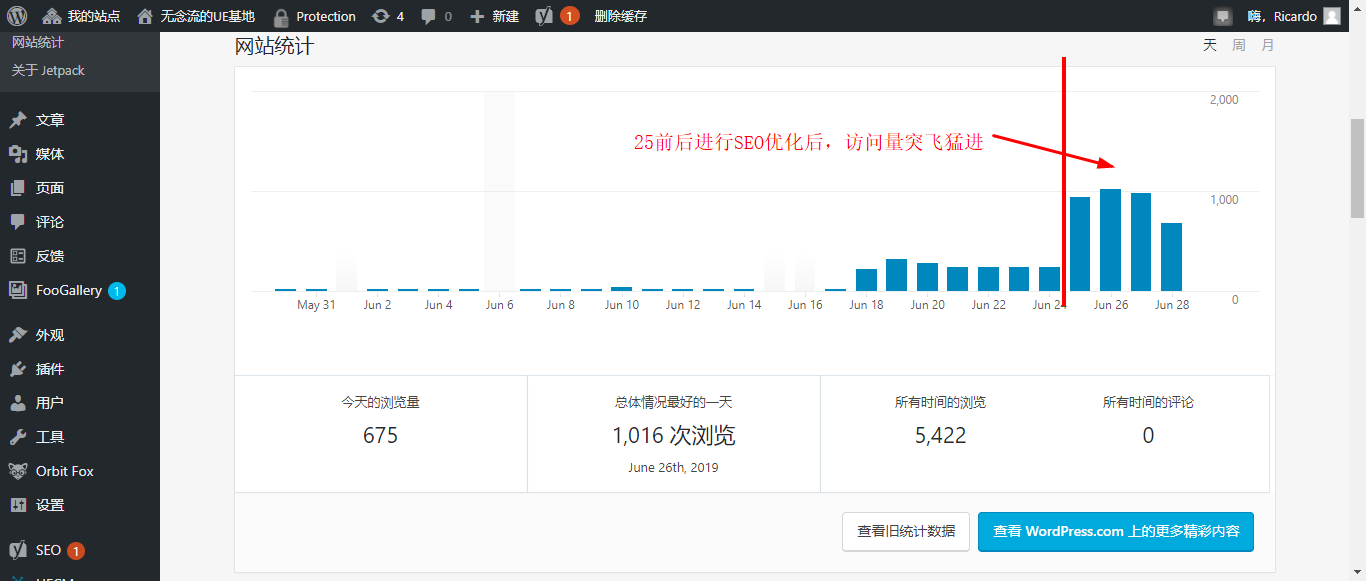 我的站点 无念流的UE基地 Protection 4 0 新建 1 删除缓存 嗨，Ricardo
网站统计
关于 Jetpack
文章
媒体
页面
评论
反馈
FooGallery 1
外观
插件
用户
工具
Orbit Fox
设置
SEO 1
网站统计
天 周 月
2,000
25前后进行SEO优化后，访问量突飞猛进
1,000
0
May 31 Jun 2 Jun 4 Jun 6 Jun 8 Jun 10 Jun 12 Jun 14 Jun 16 Jun 18 Jun 20 Jun 22 Jun 24 Jun 26 Jun 28
今天的浏览量
675
总体情况最好的一天
1,016 次浏览
June 26th, 2019
所有时间的浏览
5,422
所有时间的评论
0
查看旧统计数据
查看 WordPress.com 上的更多精彩内容